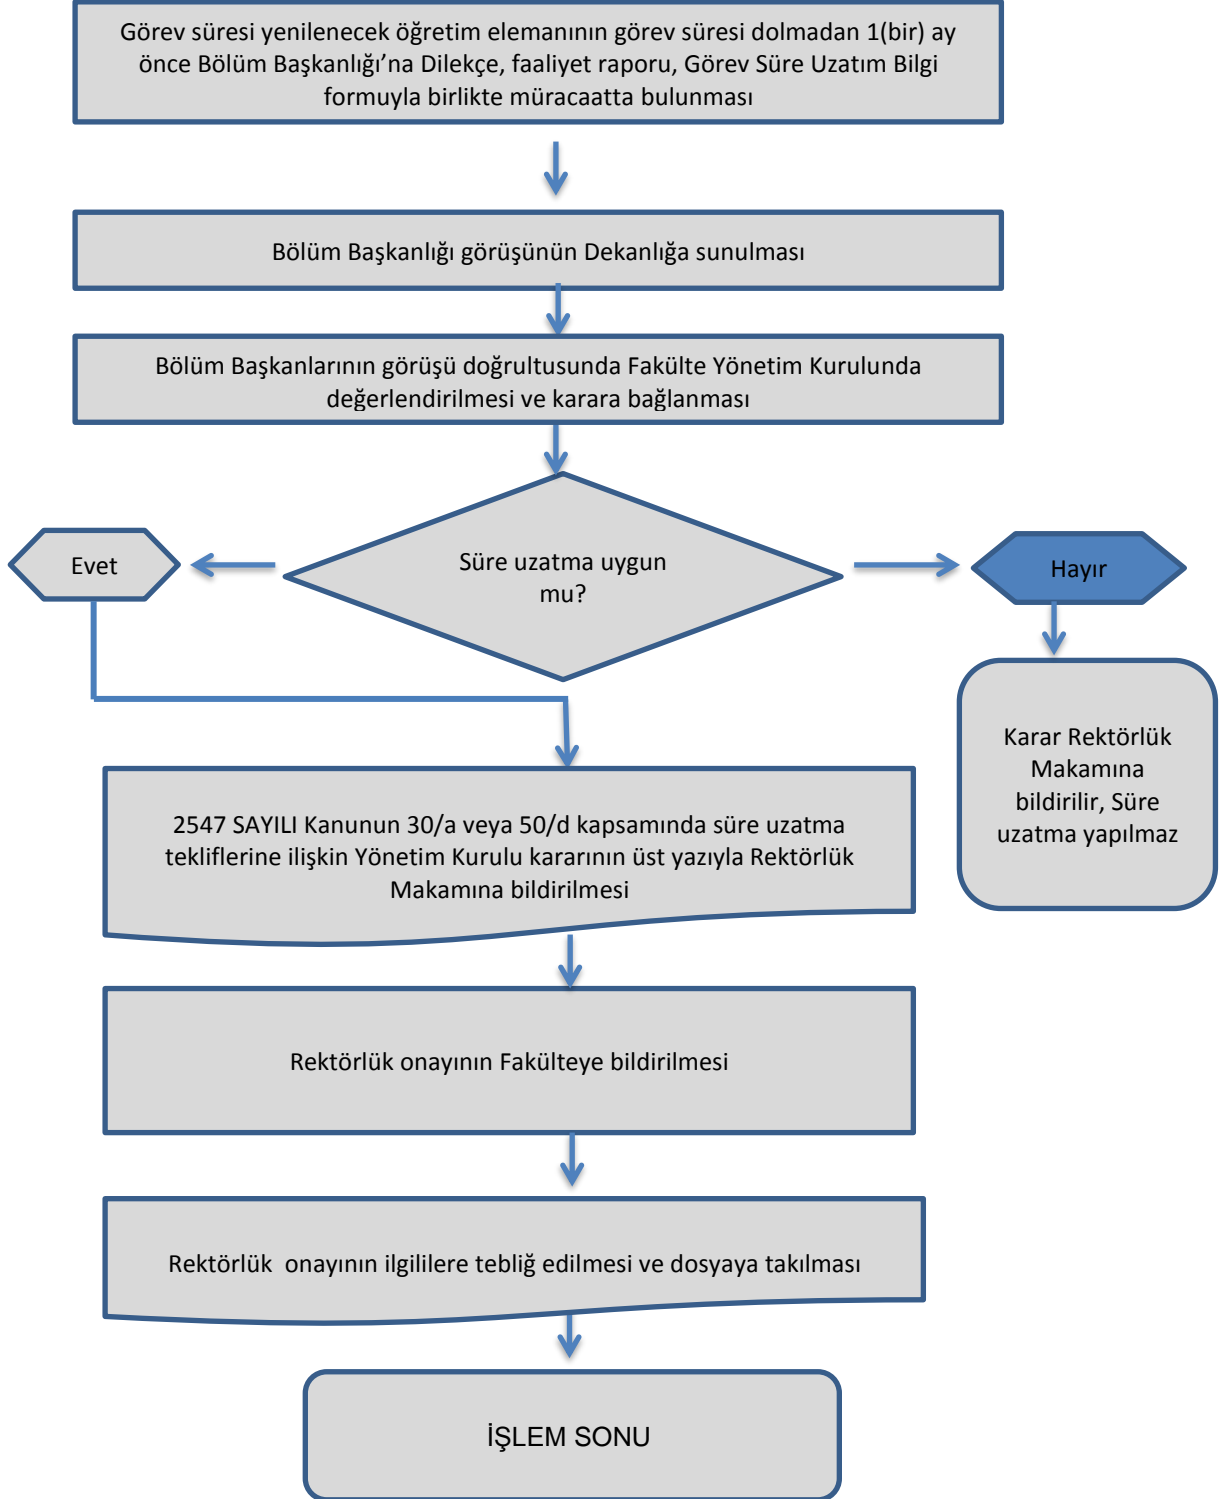 Görev süresi yenilenecek öğretim elemanının görev süresi dolmadan 1(bir) ay
önce Bölüm Başkanlığı’na Dilekçe, faaliyet raporu, Görev Süre Uzatım Bilgi
formuyla birlikte müracaatta bulunması
Bölüm Başkanlığı görüşünün Dekanlığa sunulması
Bölüm Başkanlarının görüşü doğrultusunda Fakülte Yönetim Kurulunda
değerlendirilmesi ve karara bağlanması
Evet
Süre uzatma uygun
mu?
Hayır
Karar Rektörlük
Makamına
bildirilir, Süre
uzatma yapılmaz
2547 SAYILI Kanunun 30/a veya 50/d kapsamında süre uzatma
tekliflerine ilişkin Yönetim Kurulu kararının üst yazıyla Rektörlük
Makamına bildirilmesi
Rektörlük onayının Fakülteye bildirilmesi
Rektörlük  onayının ilgililere tebliğ edilmesi ve dosyaya takılması
İŞLEM SONU